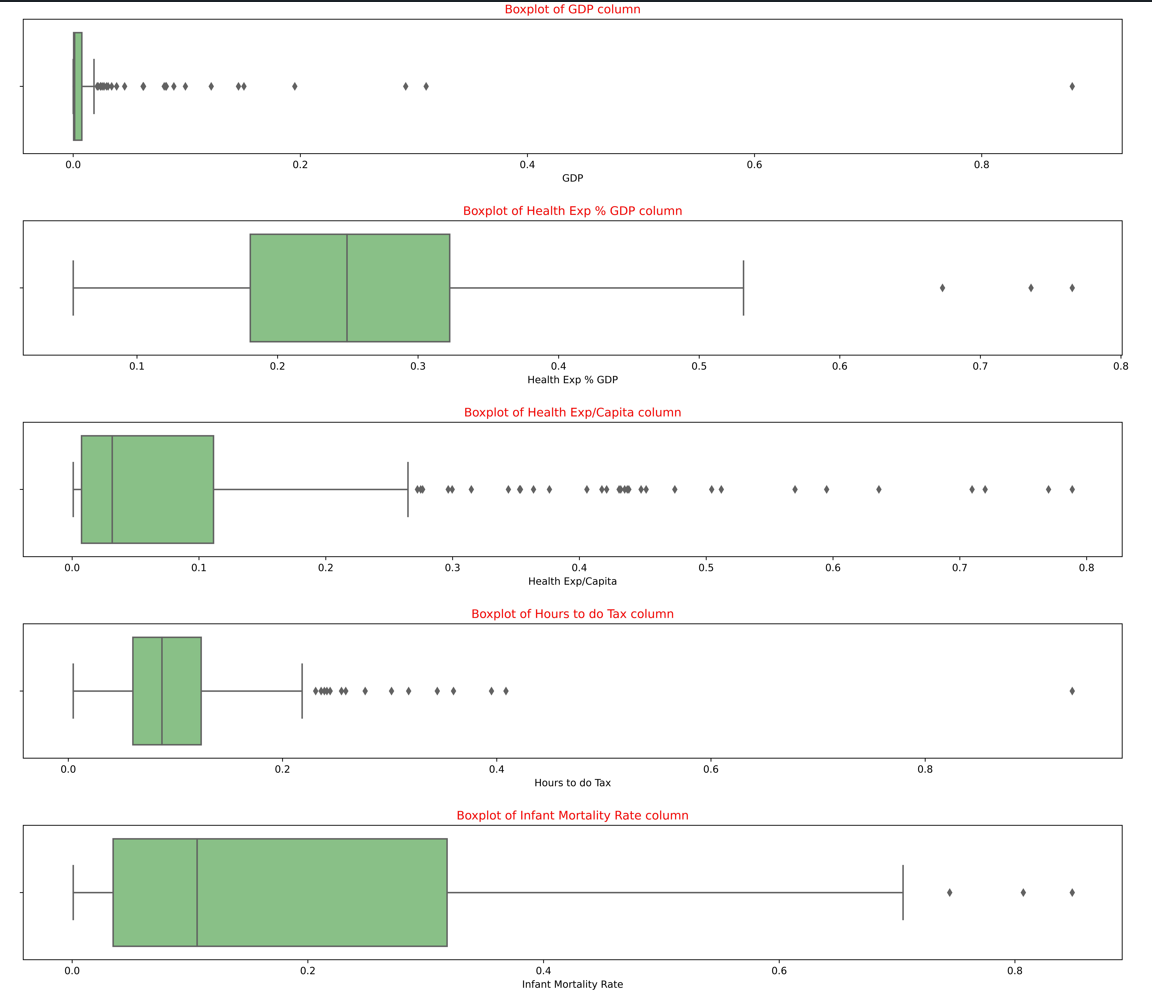 Boxplot of GDP column
0.0 0.2 0.4 0.6 0.8
GDP
Boxplot of Health Exp % GDP column
0.1 0.2 0.3 0.4 0.5 0.6 0.7 0.8
Health Exp % GDP
Boxplot of Health Exp/Capita column
0.0 0.1 0.2 0.3 0.4 0.5 0.6 0.7 0.8
Health Exp/Capita
Boxplot of Hours to do Tax column
0.0 0.2 0.4 0.6 0.8
Hours to do Tax
Boxplot of Infant Mortality Rate column
0.0 0.2 0.4 0.6 0.8
Infant Mortality Rate